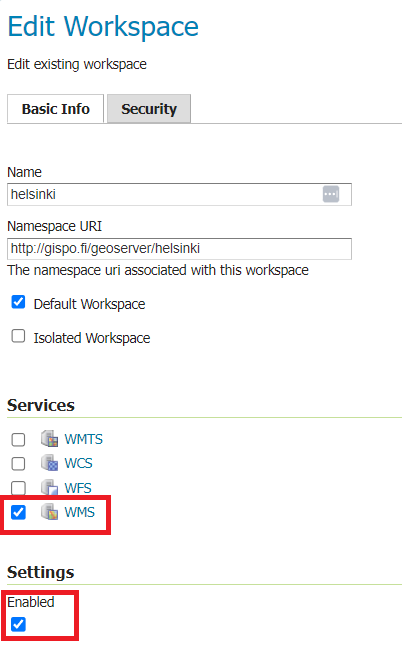 Edit Workspace
Edit existing workspace
Basic Info Security
Name
helsinki
Namespace URI
http://gispo.fi/geoserver/helsinki
The namespace uri associated with this workspace
Default Workspace
Isolated Workspace
Services
WMTS
WCS
WFS
WMS
Settings
Enabled